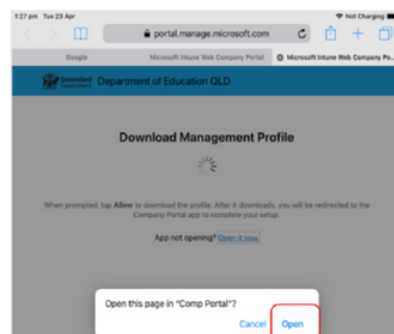 1:27 pm Tue 23 Apr
Not Charging
portal.manage.microsoft.com
Google
Microsoft Intune Web Company Portal
Microsoft Intune Web Company Po...
Queensland
Government
Department of Education QLD
Download Management Profile
When prompted, tap Allow to download the profile. After it downloads, you will be redirected to the
Company Portal app to complete your setup.
App not opening? Open it now.
Open this page in "Comp Portal"?
Cancel
Open